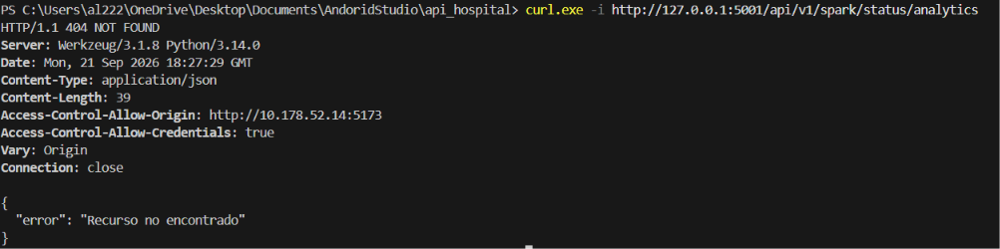 PS C:\Users\al222\OneDrive\Desktop\Documents\AndoridStudio\api_hospital> curl.exe -i http://127.0.0.1:5001/api/v1/spark/status/analytics
HTTP/1.1 404 NOT FOUND
Server: Werkzeug/3.1.8 Python/3.14.0
Date: Mon, 21 Sep 2026 18:27:29 GMT
Content-Type: application/json
Content-Length: 39
Access-Control-Allow-Origin: http://10.178.52.14:5173
Access-Control-Allow-Credentials: true
Vary: Origin
Connection: close
{
"error": "Recurso no encontrado"
}